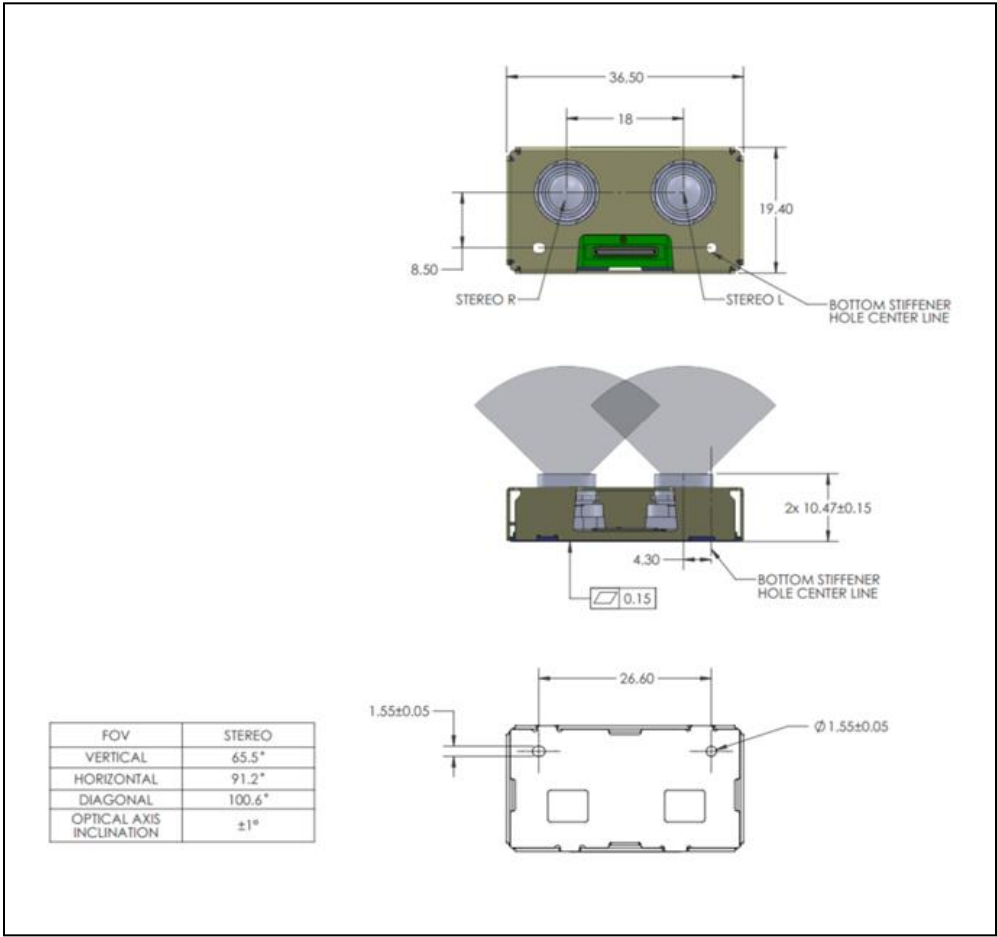 36.50
18
19.40
8.50
STEREO R
STEREO L
BOTTOM STIFFENER
HOLE CENTER LINE
2x 10.47±0.15
4.30
BOTTOM STIFFENER
HOLE CENTER LINE
0.15
26.60
1.55±0.05
∅1.55±0.05
FOV STEREO
VERTICAL 65.5°
HORIZONTAL 91.2°
DIAGONAL 100.6°
OPTICAL AXIS
INCLINATION ±1°